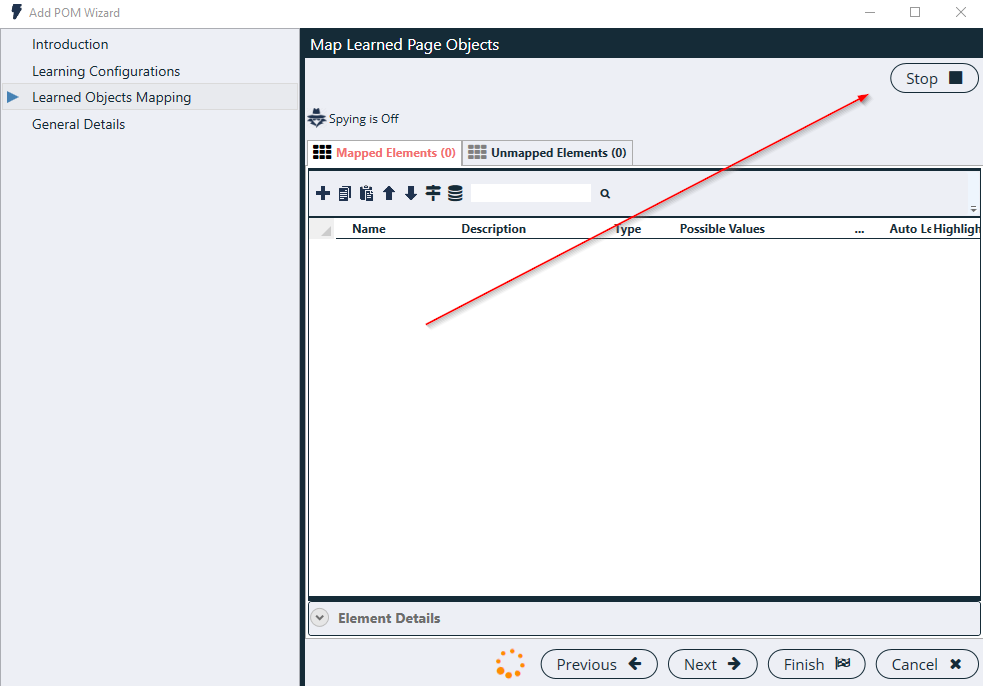 Add POM Wizard
Introduction
Learning Configurations
Learned Objects Mapping
General Details
Map Learned Page Objects
Stop
Spying is Off
Mapped Elements (0) Unmapped Elements (0)
Name Description Type Possible Values ... Auto Le Highligh
Element Details
Previous Next Finish Cancel